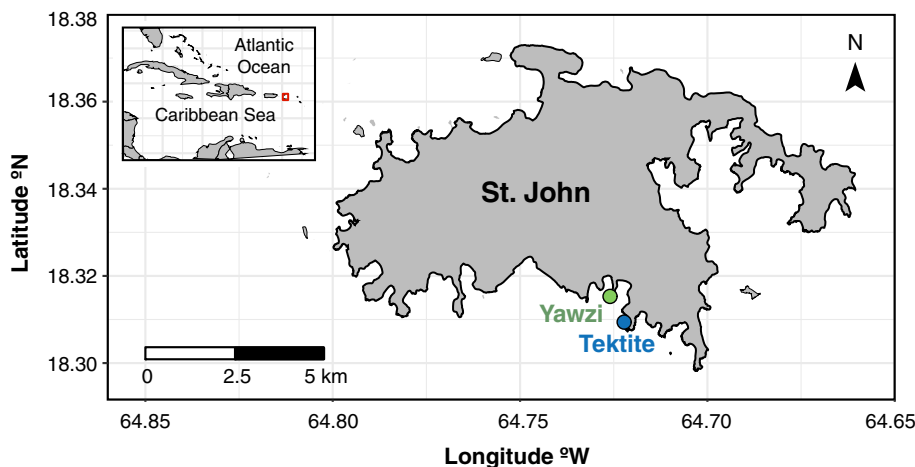 18.38
18.36
18.34
18.32
18.30
Latitude ºN
Atlantic
Ocean
Caribbean Sea
N
St. John
Yawzi
Tektite
0
2.5
5 km
64.85
64.80
64.75
64.70
64.65
Longitude ºW